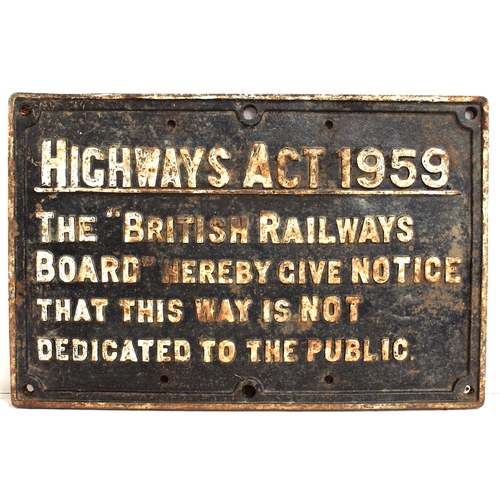 HIGHWAYS ACT 1959
THE "BRITISH RAILWAYS
BOARD" HEREBY GIVE NOTICE
THAT THIS WAY IS NOT
DEDICATED TO THE PUBLIC.